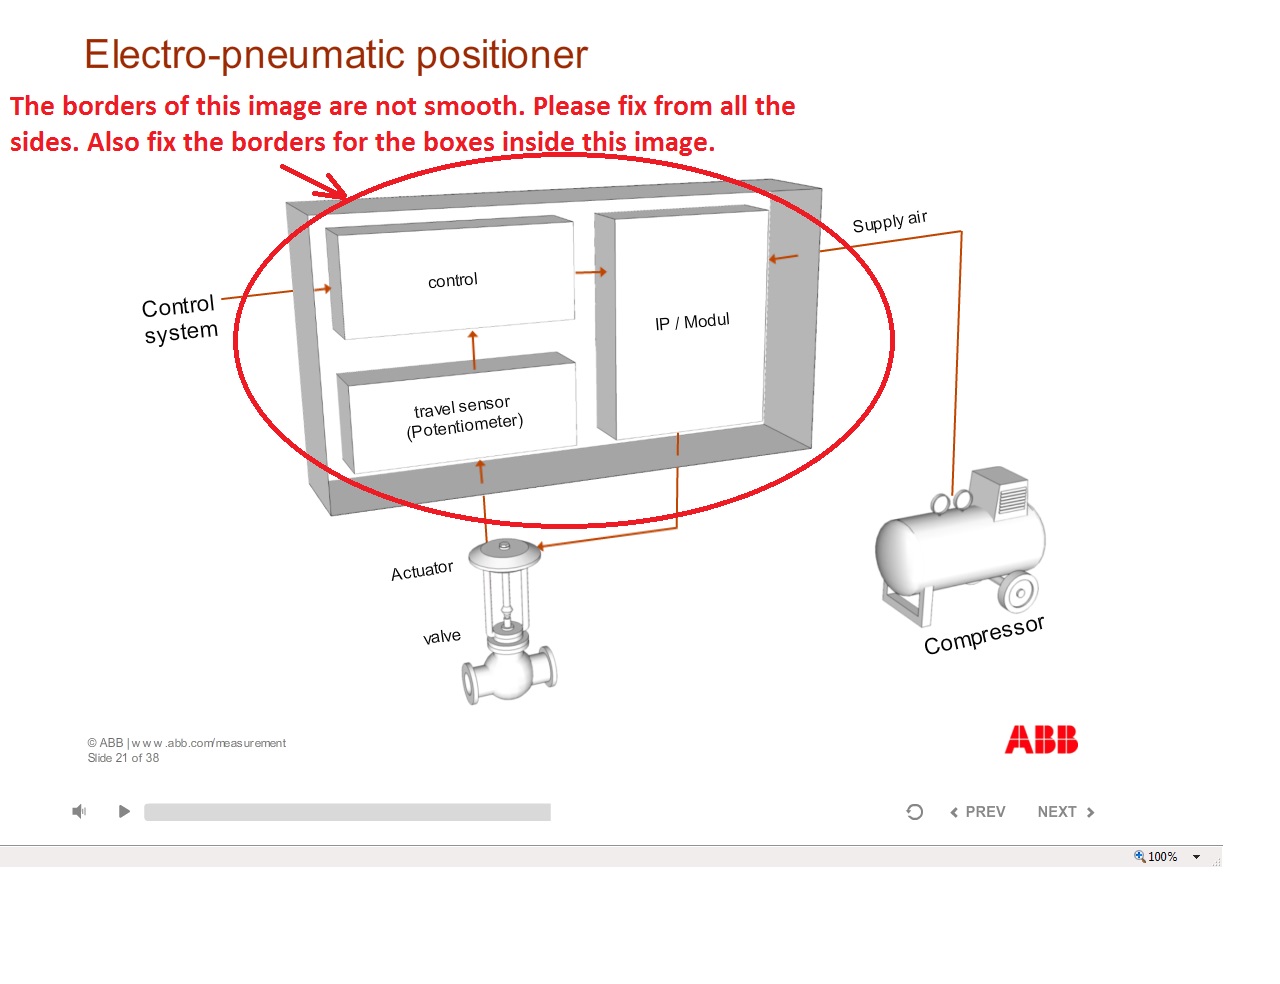 Electro-pneumatic positioner
The borders of this image are not smooth. Please fix from all the
sides. Also fix the borders for the boxes inside this image.
Supply air
control
Control
system
IP / Modul
travel sensor
(Potentiometer)
Actuator
valve
Compressor
© ABB | www.abb.com/measurement
Slide 21 of 38
ABB
PREV
NEXT
100%